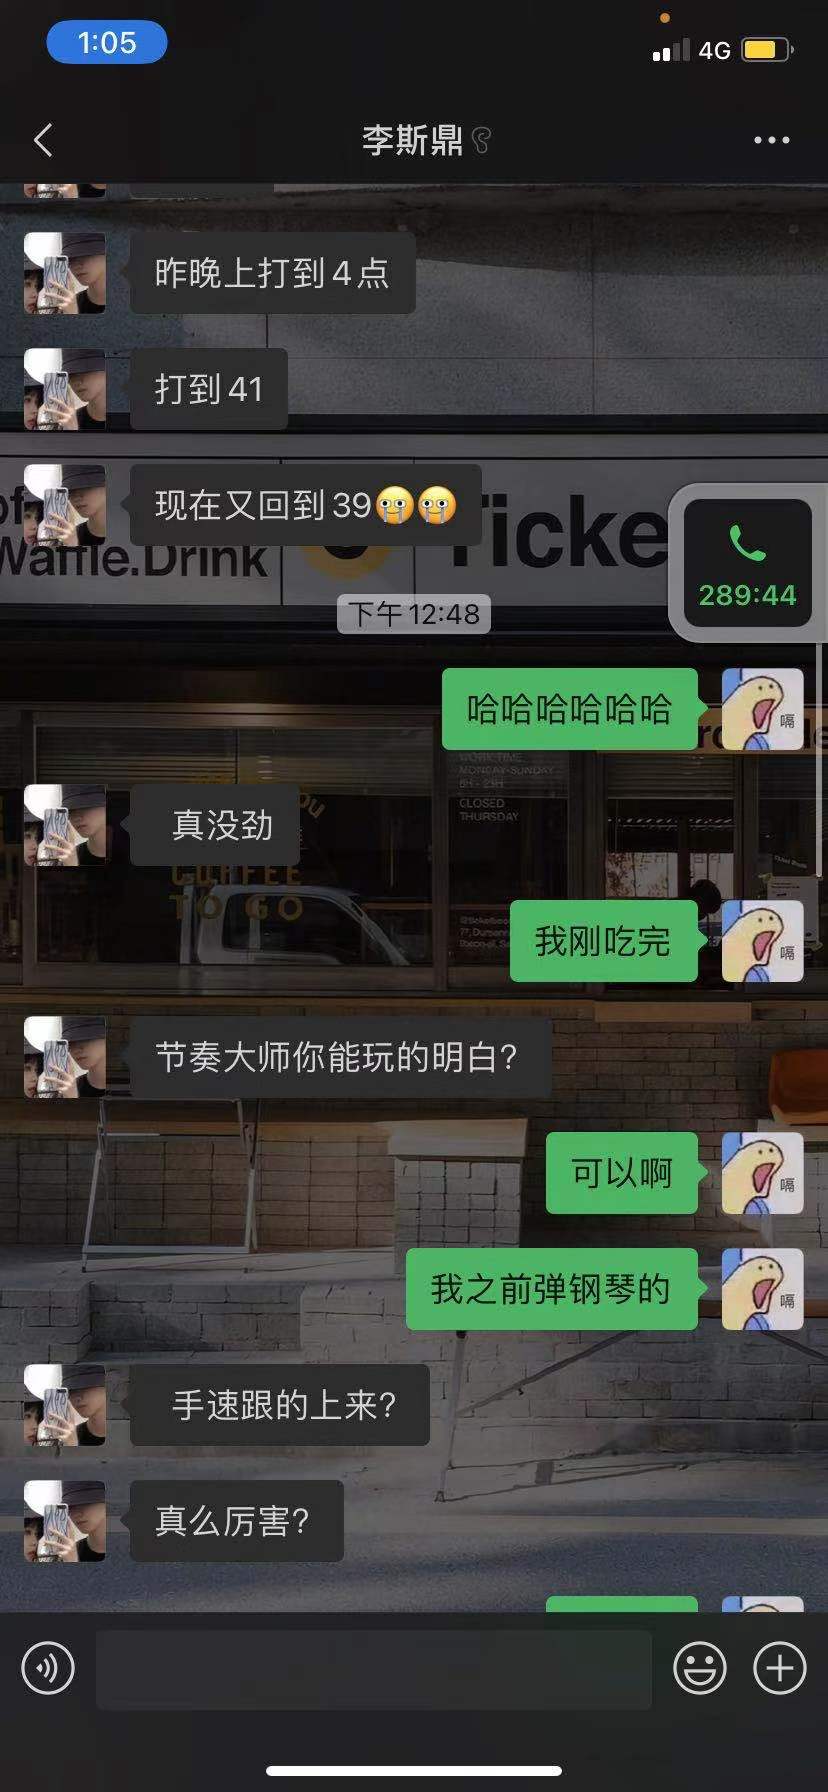 1:05
4G
李斯鼎
昨晚上打到4点
打到41
现在又回到39😭😭
Waffle.Drink
Ticke
289:44
下午12:48
哈哈哈哈哈哈
嗝
WORK TIME
MONDAY-SUNDAY
CLOSED
THURSDAY
真没劲
COFFEE
TO GO
我刚吃完
嗝
节奏大师你能玩的明白?
可以啊
嗝
我之前弹钢琴的
嗝
手速跟的上来?
真么厉害?